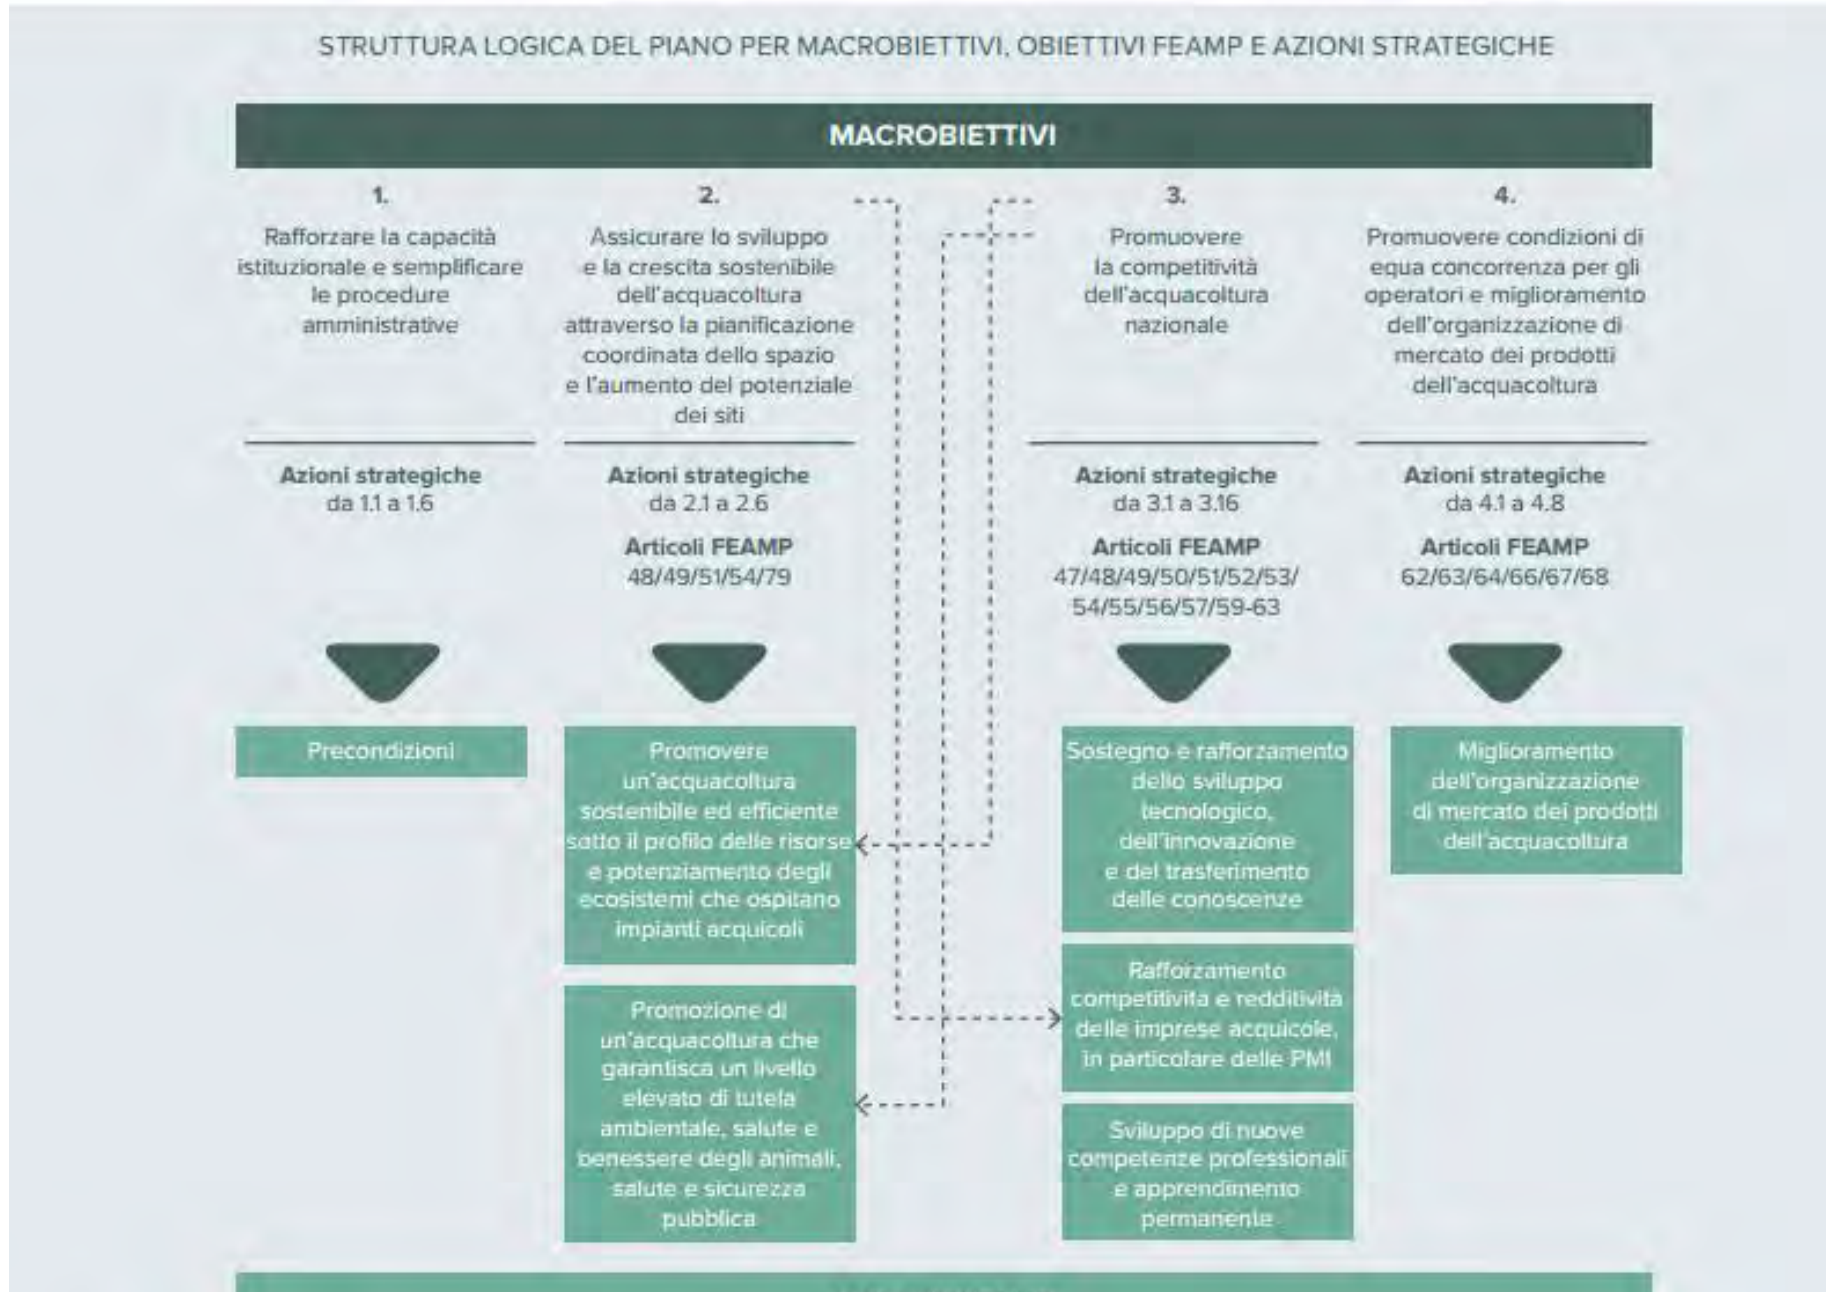 STRUTTURA LOGICA DEL PIANO PER MACROBIETTIVI, OBIETTIVI FEAMP E AZIONI STRATEGICHE
MACROBIETTIVI
1.
Rafforzare la capacità
istituzionale e semplificare
le procedure
amministrative
Azioni strategiche
da 1.1 a 1.6
Precondizioni
2.
Assicurare lo sviluppo
e la crescita sostenibile
dell'acquacoltura
attraverso la pianificazione
coordinata dello spazio
e l'aumento del potenziale
dei siti
Azioni strategiche
da 2.1 a 2.6
Articoli FEAMP
48/49/51/54/79
Promovere
un'acquacoltura
sostenibile ed efficiente
satto il profilo delle risorse
e potenziamento degli
ecosistemi che ospitano
impianti acquicoli
Promozione di
un'acquacoltura che
garantisca un livello
elevato di tutela
ambientale, salute e
benessere degli animali,
salute e sicurezza
pubblica
3.
Promuovere
la competitività
dell'acquacoltura
nazionale
Azioni strategiche
da 3.1 a 3.16
Articoli FEAMP
47/48/49/50/51/52/53/
54/55/56/57/59-63
Sostegno e rafforzamento
dello sviluppo
tecnologico,
dell'innovazione
e del trasferimento
delle conoscenze
Rafforzamento
competitivita e redditività
delle imprese acquicole,
in particolare delle PMI
Sviluppo di nuove
competenze professionali
e apprendimento
permanente
4.
Promuovere condizioni di
equa concorrenza per gli
operatori e miglioramento
dell'organizzazione di
mercato dei prodotti
dell'acquacoltura
Azioni strategiche
da 4.1 a 4.8
Articoli FEAMP
62/63/64/66/67/68
Miglioramento
dell'organizzazione
di mercato dei prodotti
dell'acquacoltura